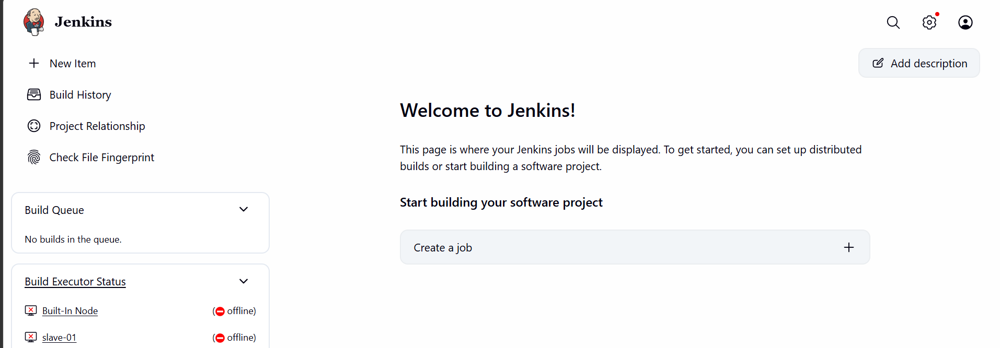 Jenkins
New Item
Build History
Project Relationship
Check File Fingerprint
Build Queue
No builds in the queue.
Build Executor Status
Built-In Node (offline)
slave-01 (offline)
Add description
Welcome to Jenkins!
This page is where your Jenkins jobs will be displayed. To get started, you can set up distributed
builds or start building a software project.
Start building your software project
Create a job